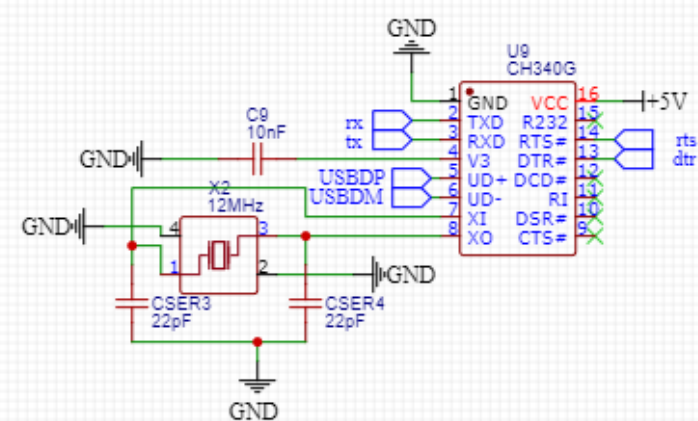 GND
U9
CH340G
1 GND VCC 16 +5V
rx 2 TXD R232 15
tx 3 RXD RTS# 14 rts
C9
10nF
GND 4 V3 DTR# 13 dtr
USBDP 5 UD+ DCD# 12
USBDM 6 UD- RI 11
7 XI DSR# 10
8 XO CTS# 9
X2
12MHz
GND 4 3
1 2 GND
CSER3 CSER4
22pF 22pF
GND